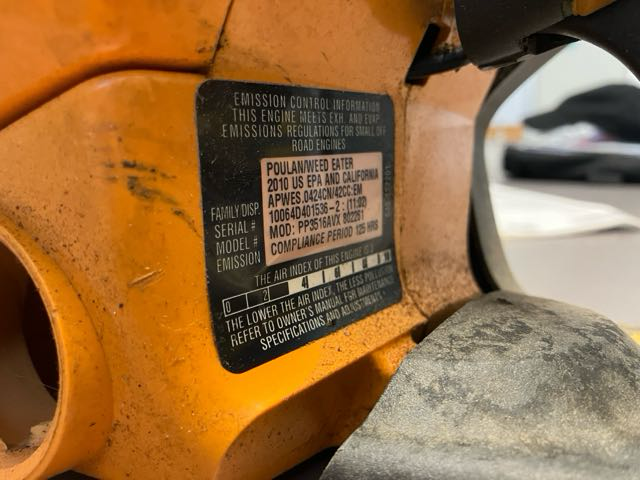 EMISSION CONTROL INFORMATION
THIS ENGINE MEETS EXH. AND EVAP.
EMISSIONS REGULATIONS FOR SMALL OFF
ROAD ENGINES
POULAN/WEED EATER
2010 US EPA AND CALIFORNIA
FAMILY/DISP. APWES.0424CN/42CC:EM
SERIAL # 10064D401536-2 : (11:02)
MODEL # MOD: PP3516AVX 802261
EMISSION COMPLIANCE PERIOD 125 HRS
THE AIR INDEX OF THIS ENGINE IS 3
0 2 4 6 8
THE LOWER THE AIR INDEX, THE LESS POLLUTION.
REFER TO OWNER'S MANUAL FOR MAINTENANCE
SPECIFICATIONS AND ADJUSTMENTS.